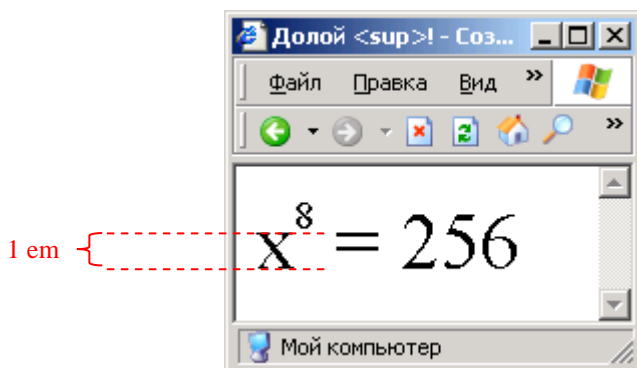 Долой <sup>! - Соз...
Файл Правка Вид »
»
1 em
x⁸ = 256
Мой компьютер